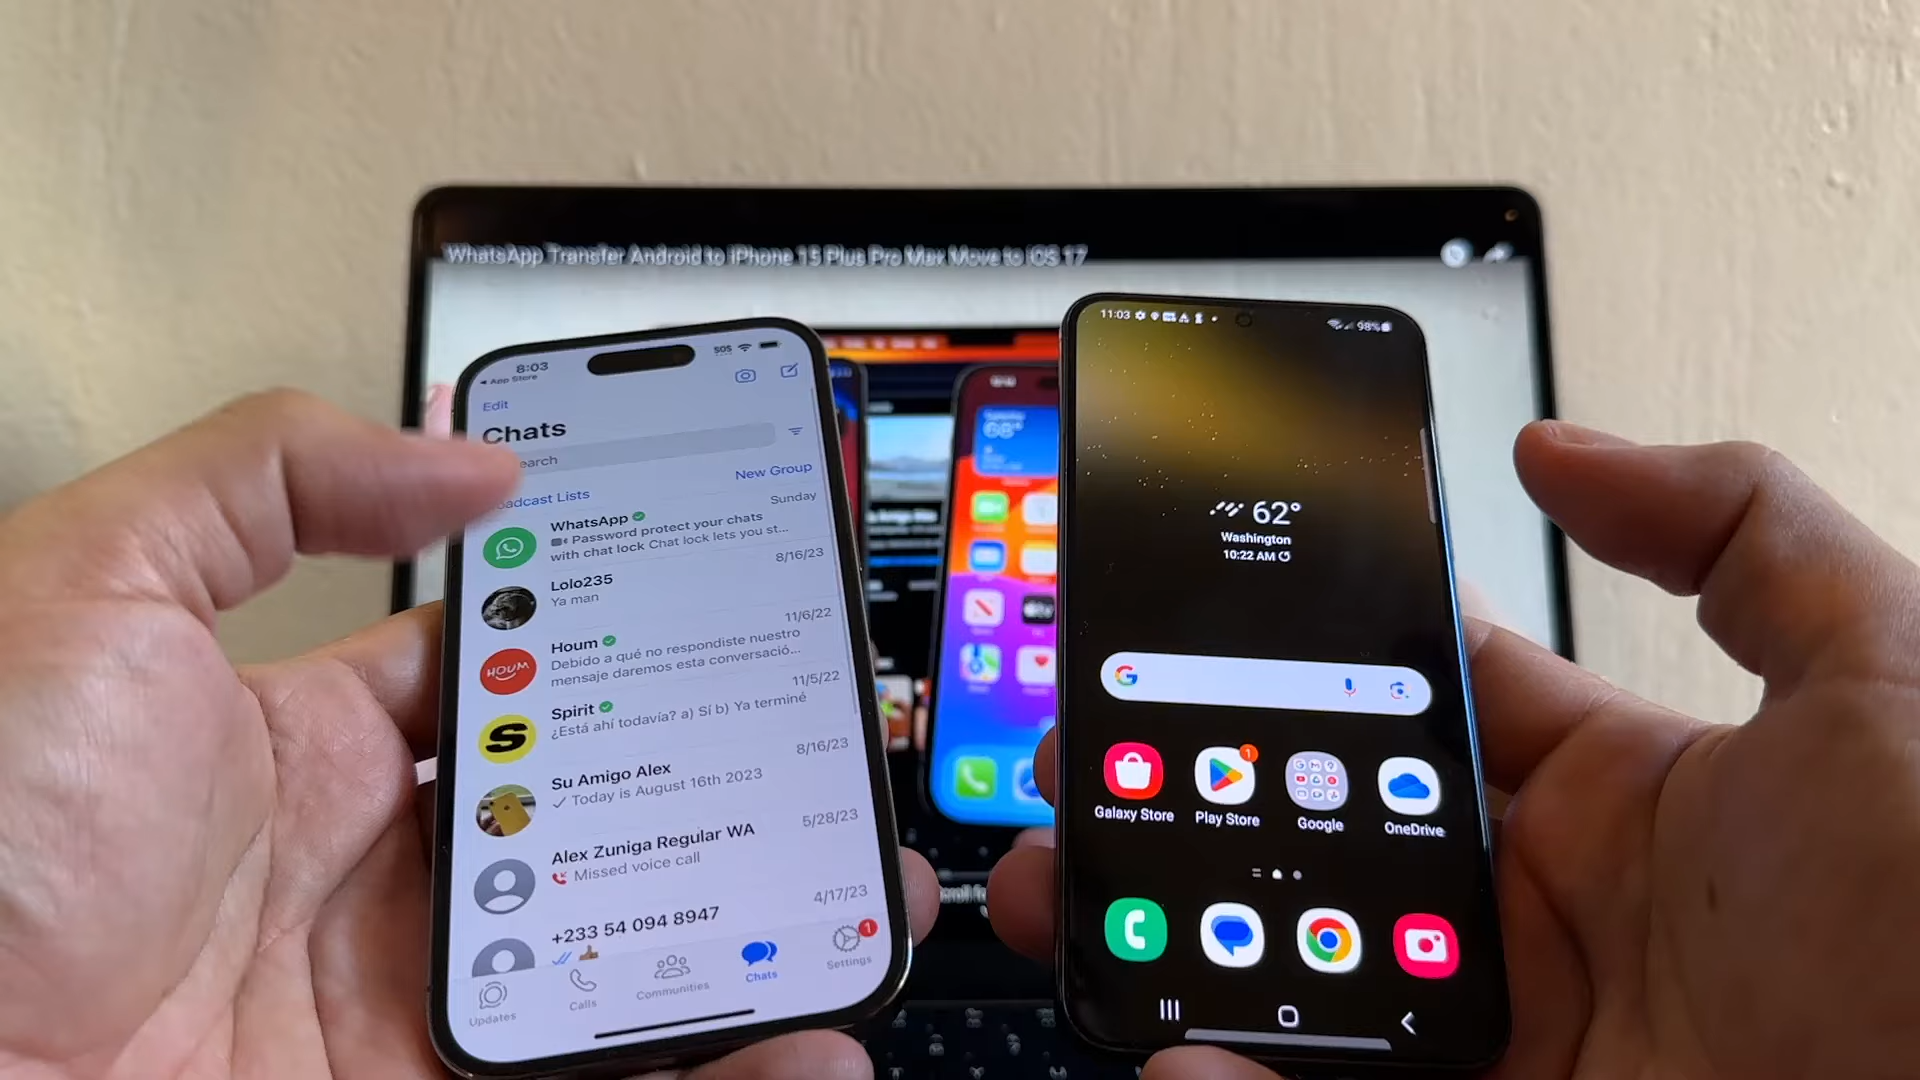 WhatsApp Transfer Android to iPhone 15 Plus Pro Max Move to iOS 17
8:03
SOS
App Store
Edit
Chats
earch
adcast Lists
New Group
WhatsApp
Sunday
Password protect your chats
with chat lock Chat lock lets you st...
Lolo235
8/16/23
Ya man
Houm
11/6/22
Debido a qué no respondiste nuestro
mensaje daremos esta conversació...
HOUM
Spirit
11/5/22
¿Está ahí todavía? a) Sí b) Ya terminé
S
Su Amigo Alex
8/16/23
Today is August 16th 2023
Alex Zuniga Regular WA
5/28/23
Missed voice call
+233 54 094 8947
4/17/23
1
Updates
Calls
Communities
Chats
Settings
11:03
98%
62°
Washington
10:22 AM
G
1
Galaxy Store
Play Store
Google
OneDrive